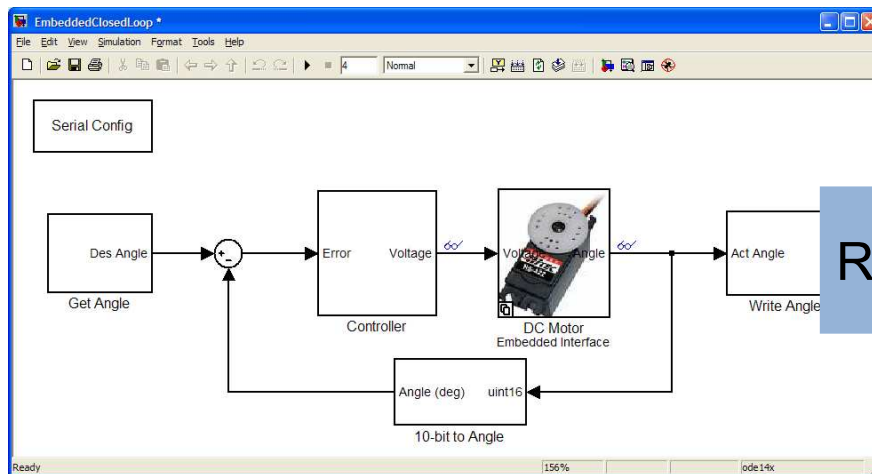 EmbeddedClosedLoop *
File Edit View Simulation Format Tools Help
4 Normal
Serial Config
Des Angle
Get Angle
+
-
Error Voltage
Controller
Angle
DC Motor
Embedded Interface
Act Angle
Write Angle
R
Angle (deg) uint16
10-bit to Angle
Ready 156% ode14x